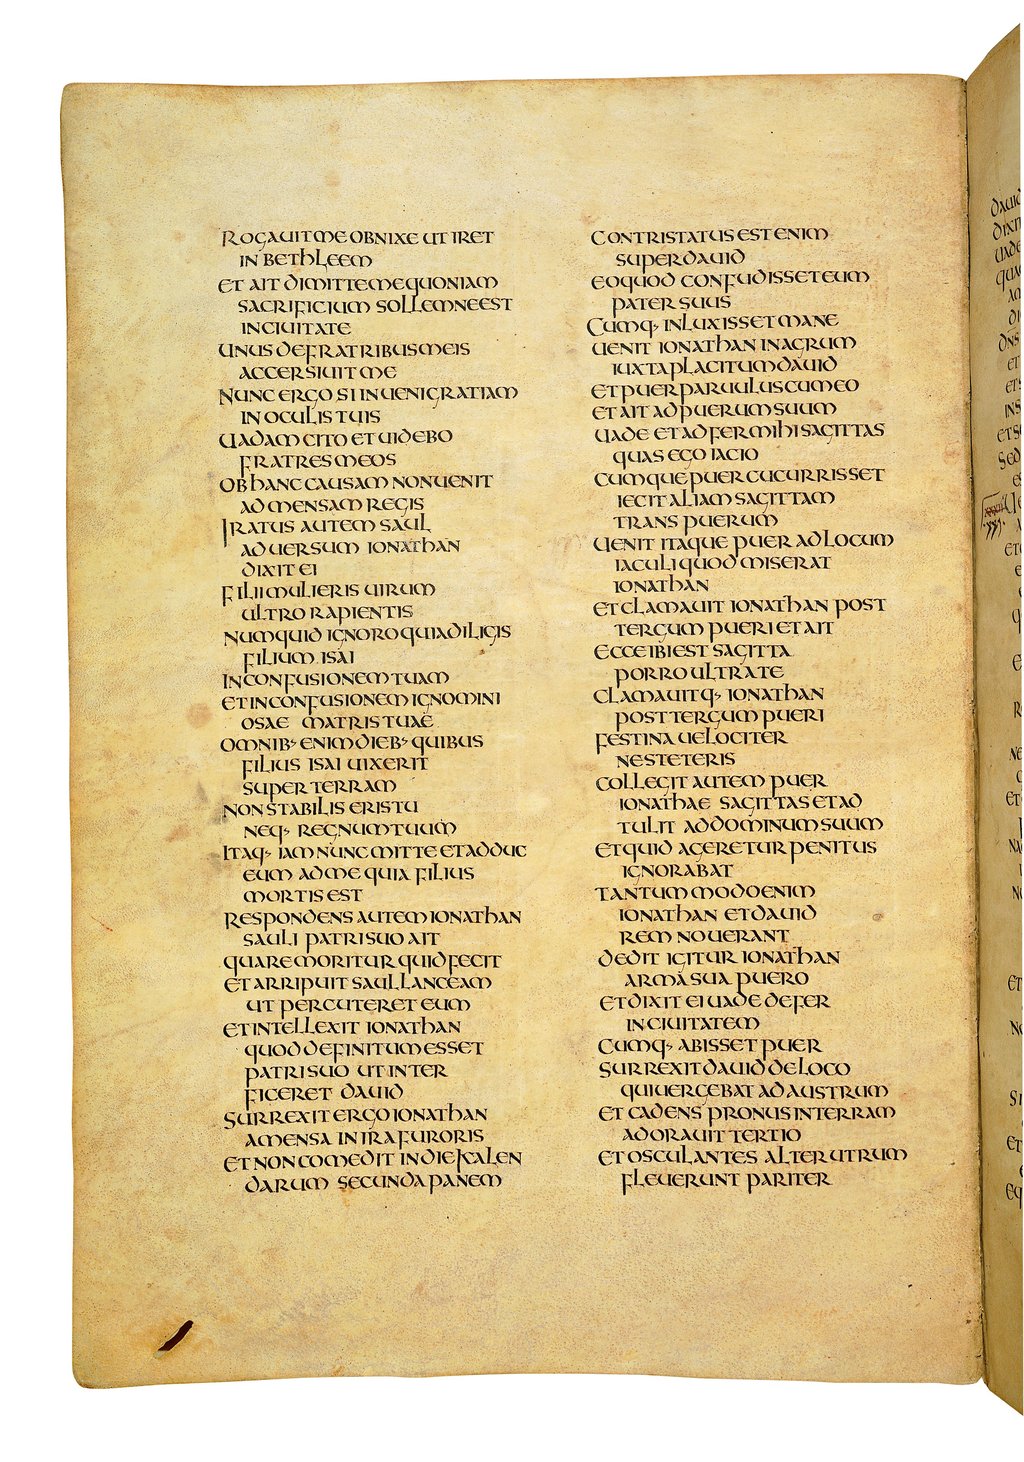 ROGAUIT ME OBNIXE UT IRET
IN BETHLEEM
ET AIT DIMITTE ME QUONIAM
SACRIFICIUM SOLLEMNE EST
IN CIUITATE
UNUS DE FRATRIBUS MEIS
ACCERSIUIT ME
NUNC ERGO SI INUENI GRATIAM
IN OCULIS TUIS
UADAM CITO ET UIDEBO
FRATRES MEOS
OB HANC CAUSAM NON UENIT
AD MENSAM REGIS
IRATUS AUTEM SAUL
ADUERSUM IONATHAN
DIXIT EI
FILII MULIERIS UIRUM
ULTRO RAPIENTIS
NUMQUID IGNORO QUIA DILIGIS
FILIUM ISAI
IN CONFUSIONEM TUAM
ET IN CONFUSIONEM IGNOMINI
OSAE MATRIS TUAE
OMNIB· ENIM DIEB· QUIBUS
FILIUS ISAI UIXERIT
SUPER TERRAM
NON STABILIS ERIS TU
NEQ· REGNUM TUUM
ITAQ· IAM NUNC MITTE ET ADDUC
EUM AD ME QUIA FILIUS
MORTIS EST
RESPONDENS AUTEM IONATHAN
SAULI PATRI SUO AIT
QUARE MORITUR QUID FECIT
ET ARRIPUIT SAUL LANCEAM
UT PERCUTERET EUM
ET INTELLEXIT IONATHAN
QUOD DEFINITUM ESSET
PATRI SUO UT INTER
FICERET DAUID
SURREXIT ERGO IONATHAN
A MENSA IN IRA FURORIS
ET NON COMEDIT IN DIE KALEN
DARUM SECUNDA PANEM
CONTRISTATUS EST ENIM
SUPER DAUID
EO QUOD CONFUDISSET EUM
PATER SUUS
CUMQ· INLUXISSET MANE
UENIT IONATHAN IN AGRUM
IUXTA PLACITUM DAUID
ET PUER PARUULUS CUM EO
ET AIT AD PUERUM SUUM
UADE ET ADFER MIHI SAGITTAS
QUAS EGO IACIO
CUMQUE PUER CUCURRISSET
IECIT ALIAM SAGITTAM
TRANS PUERUM
UENIT ITAQUE PUER AD LOCUM
IACULI QUOD MISERAT
IONATHAN
ET CLAMAUIT IONATHAN POST
TERGUM PUERI ET AIT
ECCE IBI EST SAGITTA
PORRO ULTRA TE
CLAMAUITQ· IONATHAN
POST TERGUM PUERI
FESTINA UELOCITER
NE STETERIS
COLLEGIT AUTEM PUER
IONATHAE SAGITTAS ET AD
TULIT AD DOMINUM SUUM
ET QUID AGERETUR PENITUS
IGNORABAT
TANTUMMODO ENIM
IONATHAN ET DAUID
REM NOUERANT
DEDIT IGITUR IONATHAN
ARMA SUA PUERO
ET DIXIT EI UADE DEFER
IN CIUITATEM
CUMQ· ABISSET PUER
SURREXIT DAUID DE LOCO
QUI UERGEBAT AD AUSTRUM
ET CADENS PRONUS IN TERRAM
ADORAUIT TERTIO
ET OSCULANTES ALTERUTRUM
FLEUERUNT PARITER